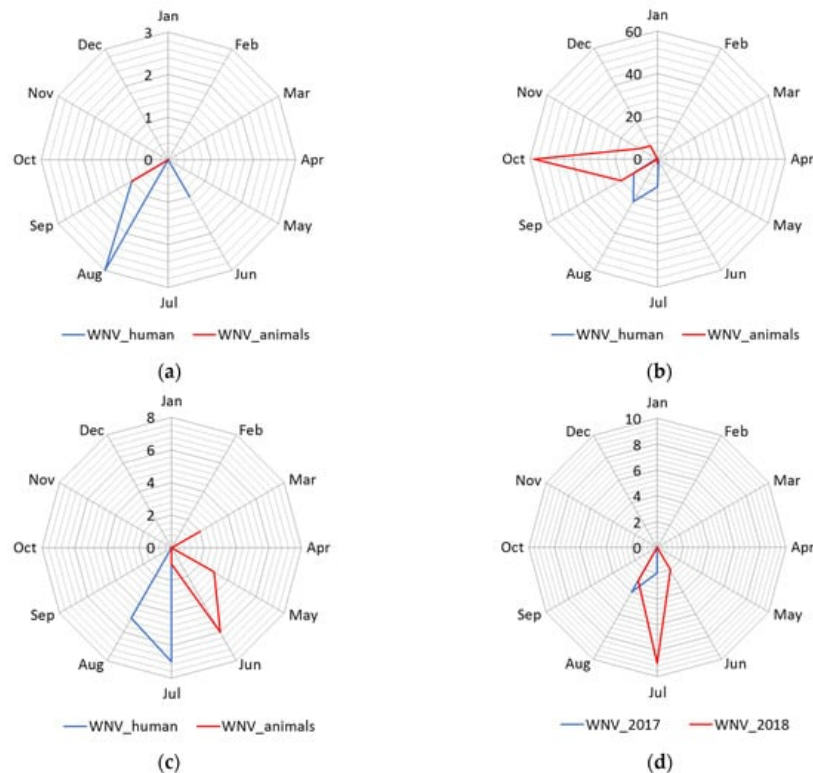 Jan
Feb
Mar
Apr
May
Jun
Jul
Aug
Sep
Oct
Nov
Dec
3
2
1
0
WNV_human WNV_animals
(a)
Jan
Feb
Mar
Apr
May
Jun
Jul
Aug
Sep
Oct
Nov
Dec
60
40
20
0
WNV_human WNV_animals
(b)
Jan
Feb
Mar
Apr
May
Jun
Jul
Aug
Sep
Oct
Nov
Dec
8
6
4
2
0
WNV_human WNV_animals
(c)
Jan
Feb
Mar
Apr
May
Jun
Jul
Aug
Sep
Oct
Nov
Dec
10
8
6
4
2
0
WNV_2017 WNV_2018
(d)